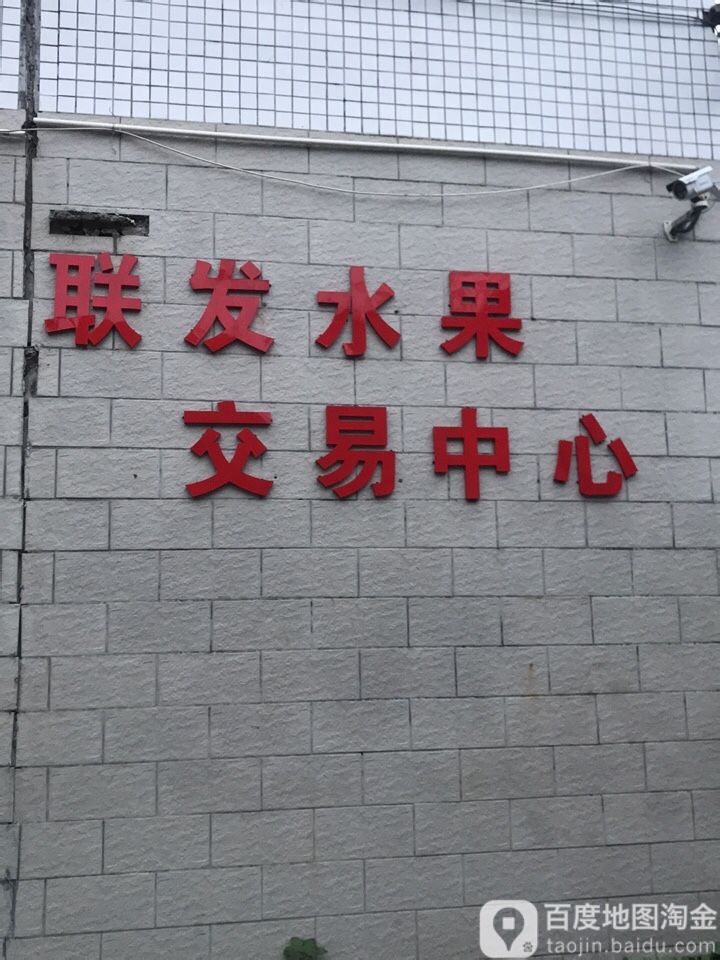 联发水果
交易中心
百度地图淘金
taojin.baidu.com